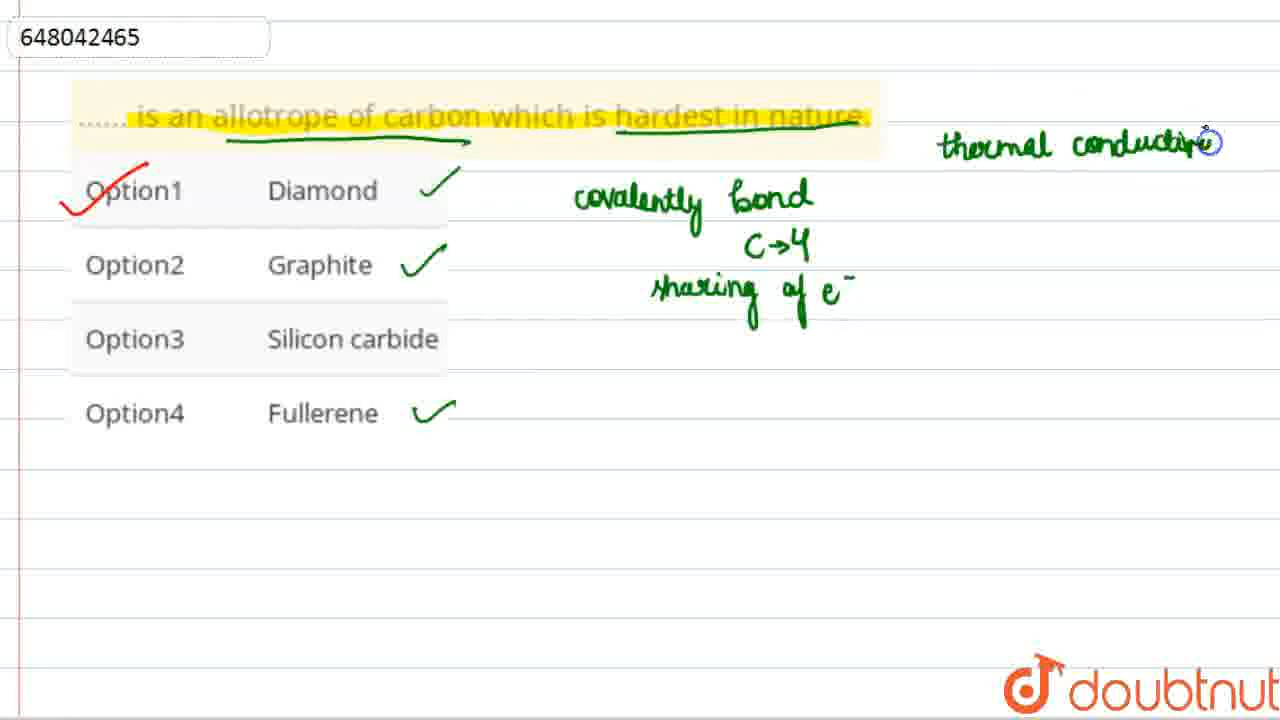 648042465
...... is an allotrope of carbon which is hardest in nature.
thermal conductive
Option1 Diamond
covalently bond
C→4
Option2 Graphite
sharing of e⁻
Option3 Silicon carbide
Option4 Fullerene
doubtnut